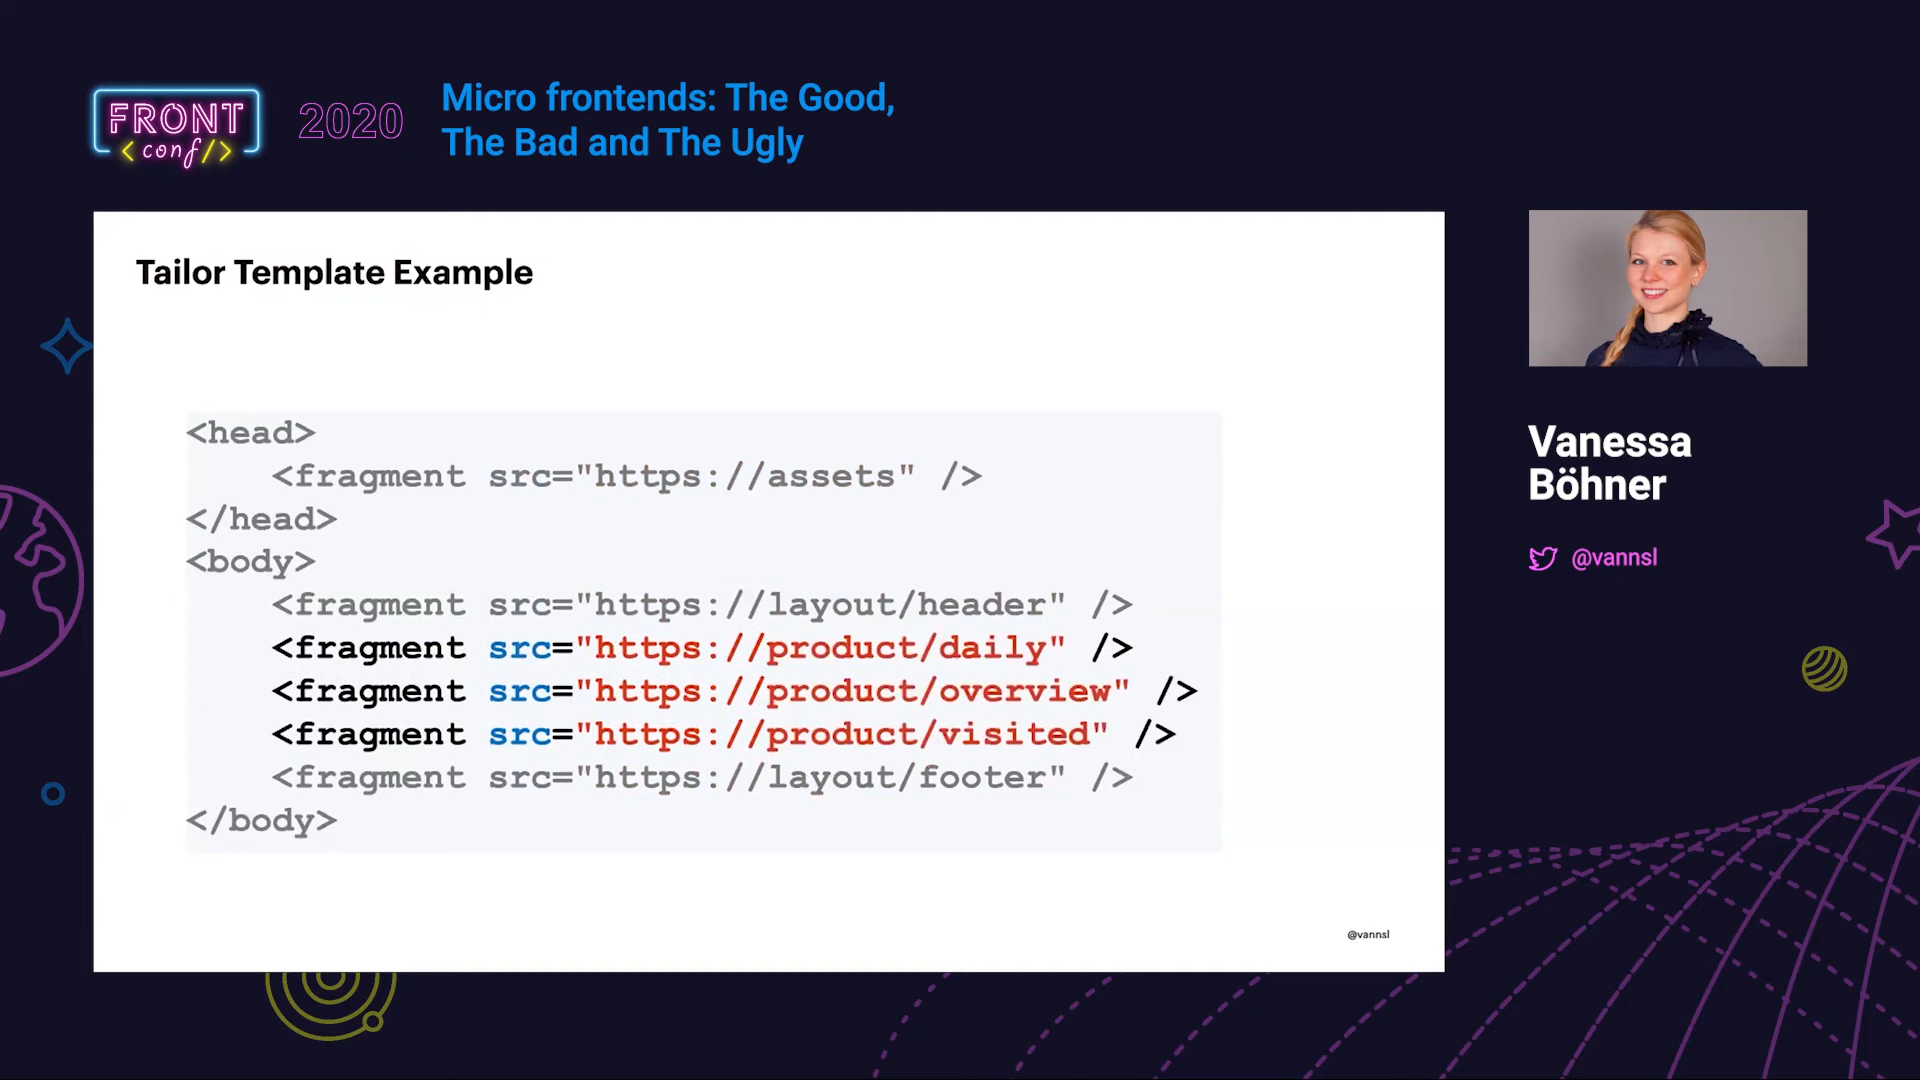 FRONT
<conf/>
2020
Micro frontends: The Good,
The Bad and The Ugly
Tailor Template Example
<head>
    <fragment src="https://assets" />
</head>
<body>
    <fragment src="https://layout/header" />
    <fragment src="https://product/daily" />
    <fragment src="https://product/overview" />
    <fragment src="https://product/visited" />
    <fragment src="https://layout/footer" />
</body>
@vannsl
Vanessa
Böhner
@vannsl